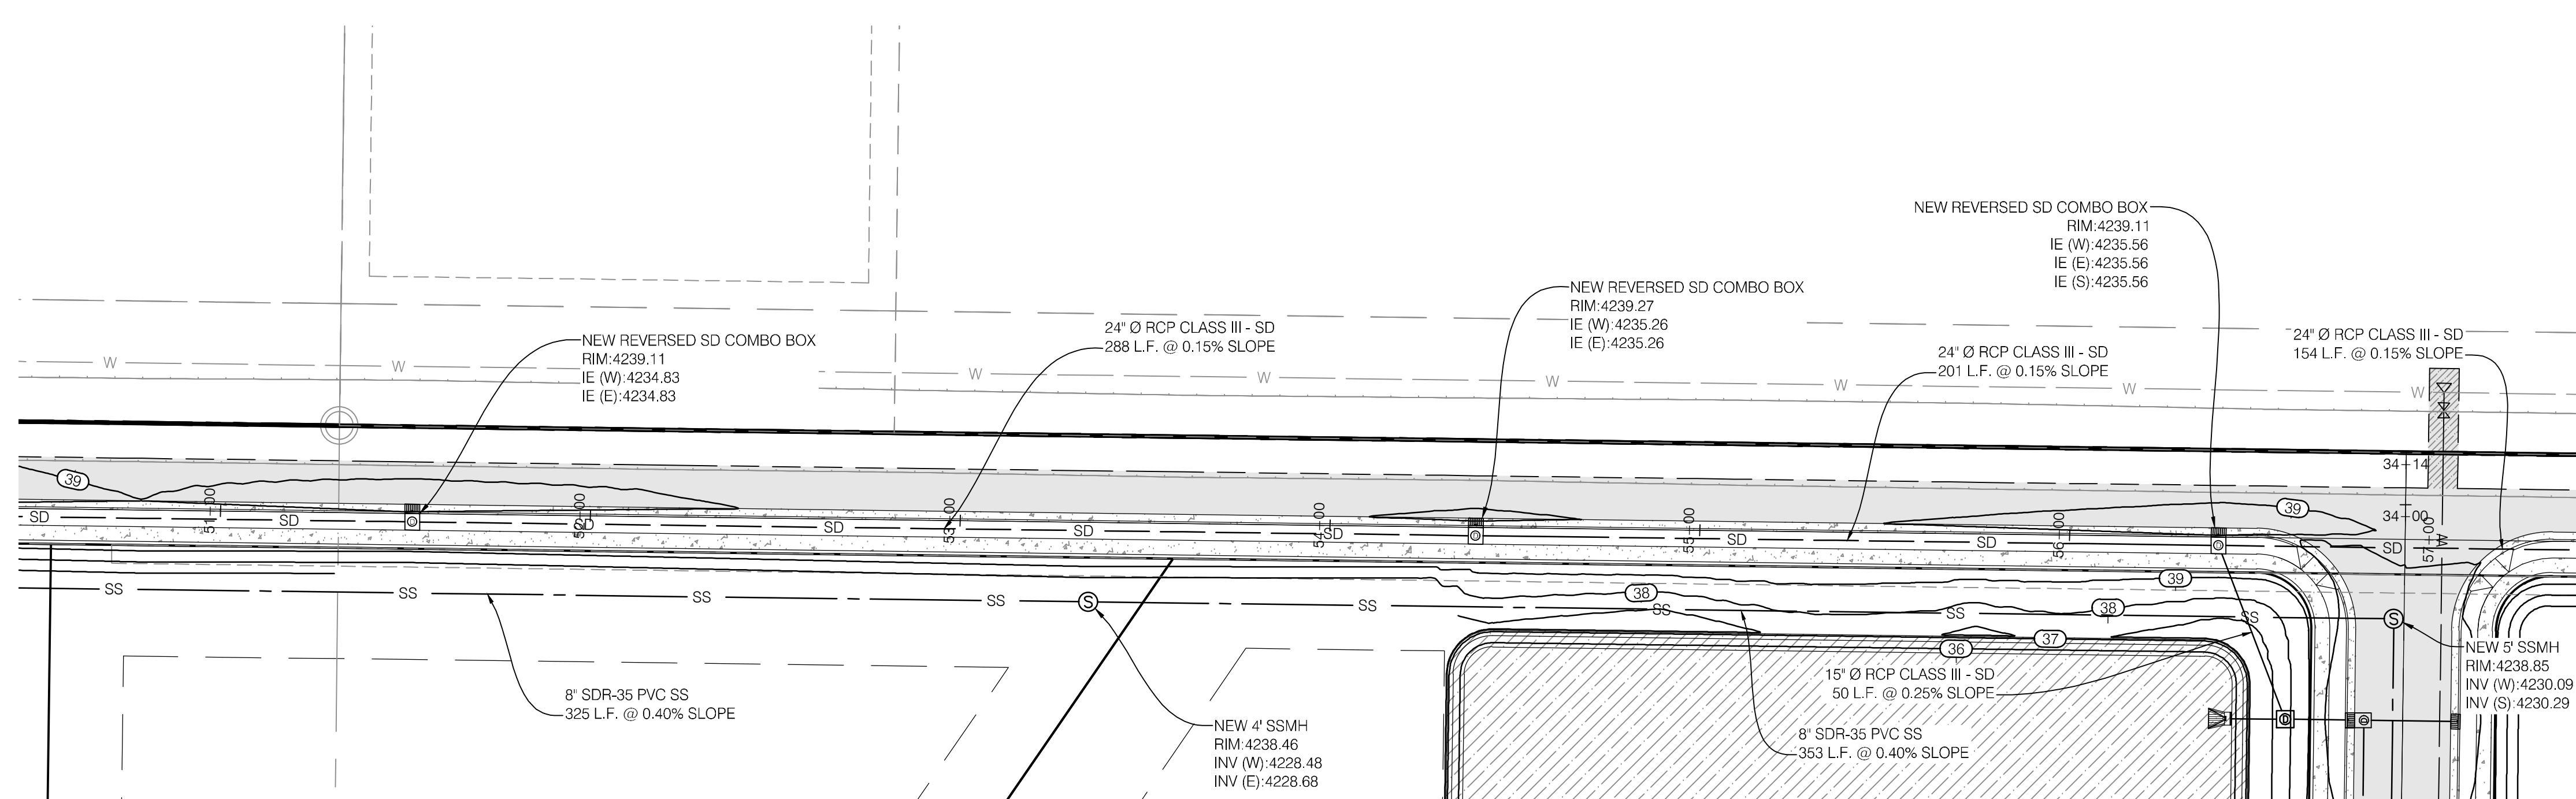 NEW REVERSED SD COMBO BOX
RIM:4239.11
IE (W):4235.56
IE (E):4235.56
IE (S):4235.56
NEW REVERSED SD COMBO BOX
RIM:4239.27
IE (W):4235.26
IE (E):4235.26
24" Ø RCP CLASS III - SD
288 L.F. @ 0.15% SLOPE
24" Ø RCP CLASS III - SD
154 L.F. @ 0.15% SLOPE
NEW REVERSED SD COMBO BOX
RIM:4239.11
IE (W):4234.83
IE (E):4234.83
24" Ø RCP CLASS III - SD
201 L.F. @ 0.15% SLOPE
W W W W W W W W
34+14
39
51+00
52+00
53+00
54+00
55+00
56+00
57+00
39
34+00
W
SD SD SD SD SD SD SD SD SD
39
38
38
SS SS SS SS SS SS SS SS
S
S
37
36
NEW 5' SSMH
RIM:4238.85
INV (W):4230.09
INV (S):4230.29
15" Ø RCP CLASS III - SD
50 L.F. @ 0.25% SLOPE
8" SDR-35 PVC SS
325 L.F. @ 0.40% SLOPE
NEW 4' SSMH
RIM:4238.46
INV (W):4228.48
INV (E):4228.68
8" SDR-35 PVC SS
353 L.F. @ 0.40% SLOPE
D
D